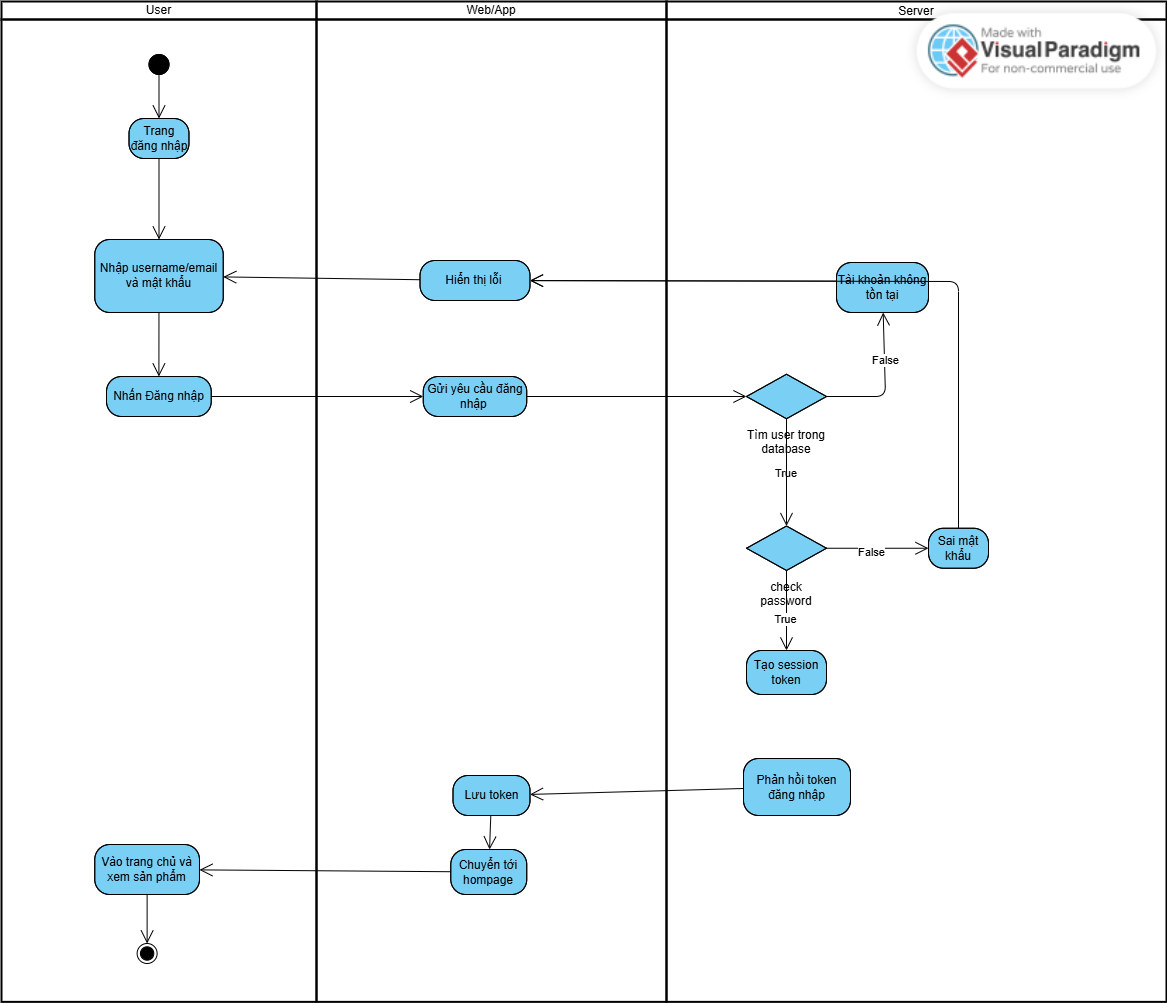 User
Web/App
Server
Made with
Visual Paradigm
For non-commercial use
Trang
đăng nhập
Nhập username/email
và mật khẩu
Hiển thị lỗi
Tài khoản không
tồn tại
False
Nhấn Đăng nhập
Gửi yêu cầu đăng
nhập
Tìm user trong
database
True
False
Sai mật
khẩu
check
password
True
Tạo session
token
Phản hồi token
đăng nhập
Lưu token
Chuyển tới
hompage
Vào trang chủ và
xem sản phẩm